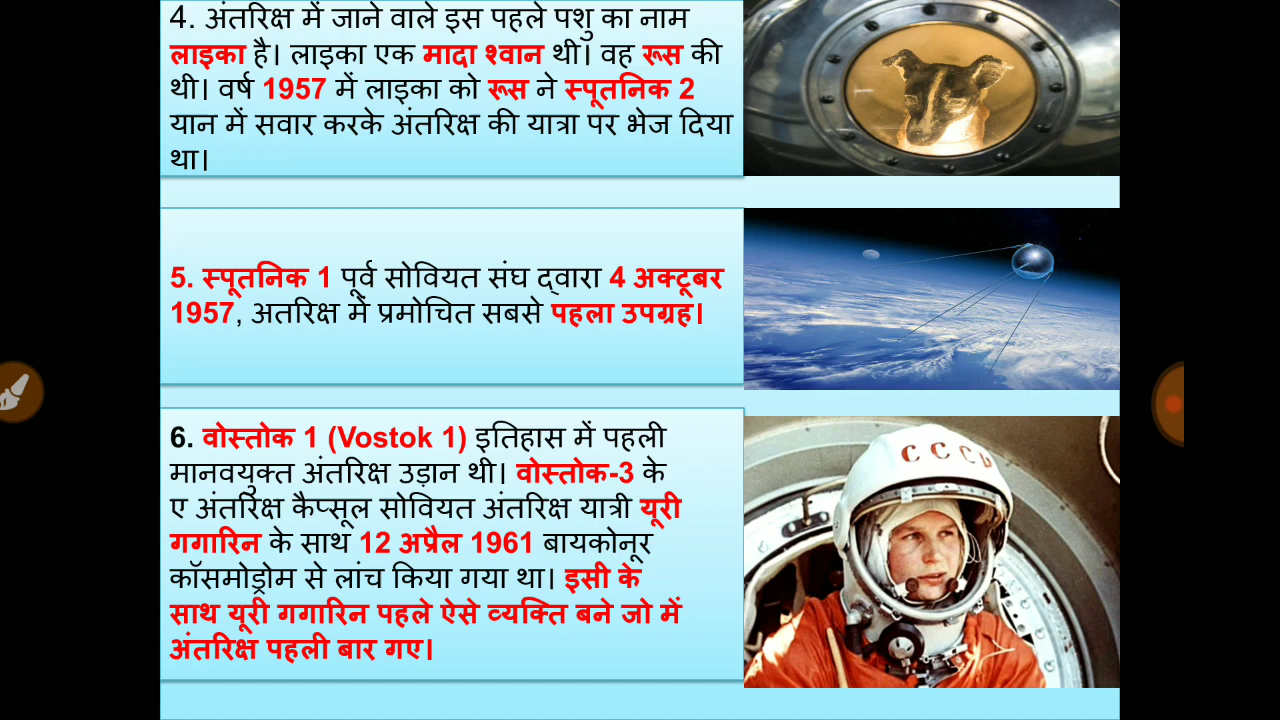 4. अंतरिक्ष में जाने वाले इस पहले पशु का नाम
लाइका है। लाइका एक मादा श्वान थी। वह रूस की
थी। वर्ष 1957 में लाइका को रूस ने स्पूतनिक 2
यान में सवार करके अंतरिक्ष की यात्रा पर भेज दिया
था।
5. स्पूतनिक 1 पूर्व सोवियत संघ द्वारा 4 अक्टूबर
1957, अतरिक्ष में प्रमोचित सबसे पहला उपग्रह।
6. वोस्तोक 1 (Vostok 1) इतिहास में पहली
मानवयुक्त अंतरिक्ष उड़ान थी। वोस्तोक-3 के
ए अंतरिक्ष कैप्सूल सोवियत अंतरिक्ष यात्री यूरी
गगारिन के साथ 12 अप्रैल 1961 बायकोनूर
कॉसमोड्रोम से लांच किया गया था। इसी के
साथ यूरी गगारिन पहले ऐसे व्यक्ति बने जो में
अंतरिक्ष पहली बार गए।
CCCP